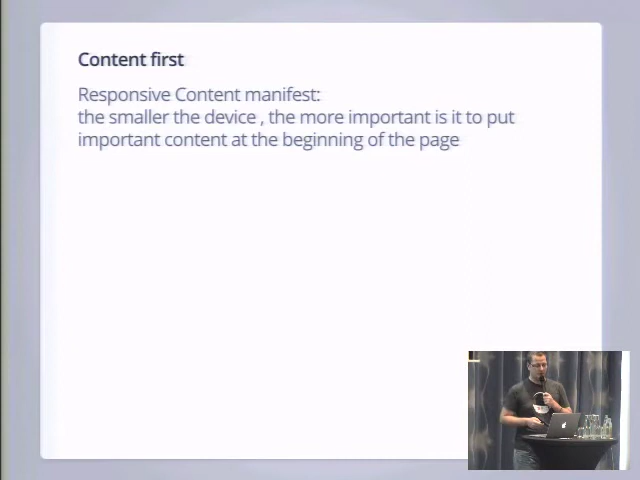 Content first
Responsive Content manifest:
the smaller the device , the more important is it to put
important content at the beginning of the page